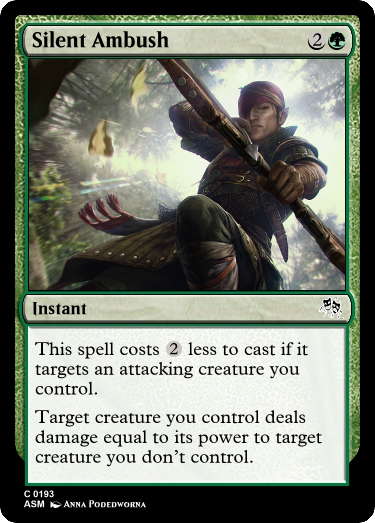 Silent Ambush 2
Instant
This spell costs 2 less to cast if it
targets an attacking creature you
control.
Target creature you control deals
damage equal to its power to target
creature you don't control.
C 0193
ASM Anna Podedworna